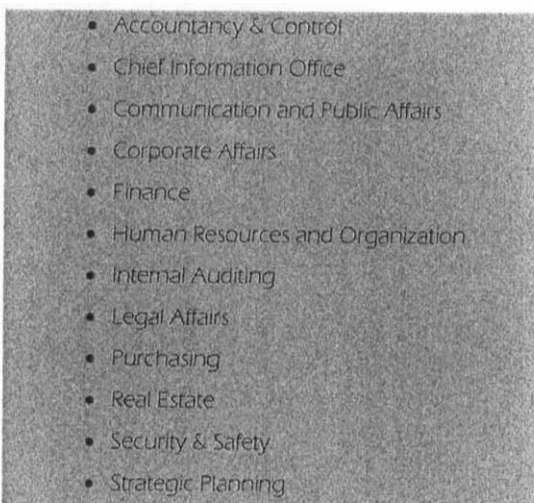 • Accountancy & Control
• Chief Information Office
• Communication and Public Affairs
• Corporate Affairs
• Finance
• Human Resources and Organization
• Internal Auditing
• Legal Affairs
• Purchasing
• Real Estate
• Security & Safety
• Strategic Planning